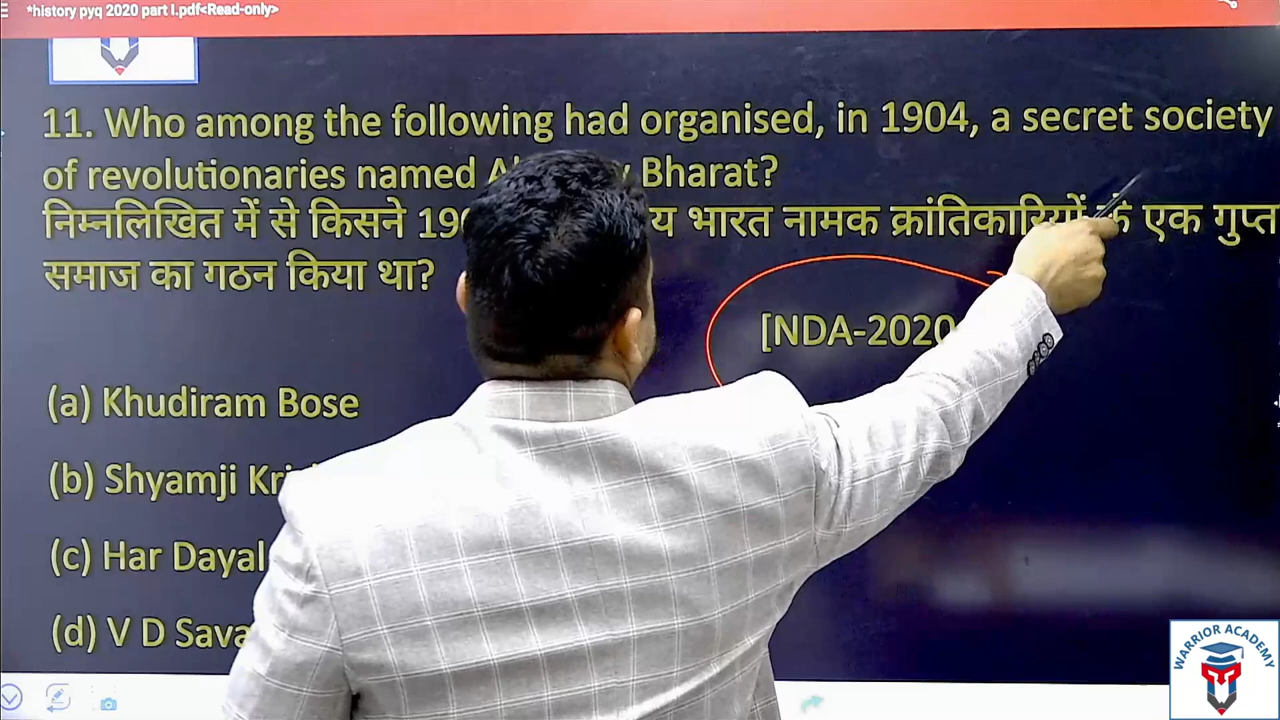 *history pyq 2020 part I.pdf<Read-only>
11. Who among the following had organised, in 1904, a secret society
of revolutionaries named Bharat?
निम्नलिखित में से किसने भारत नामक क्रांतिकारियों के एक गुप्त
समाज का गठन किया था?
[NDA-2020
(a) Khudiram Bose
(b) Shyamji
(c) Har Dayal
(d) V D
WARRIOR ACADEMY